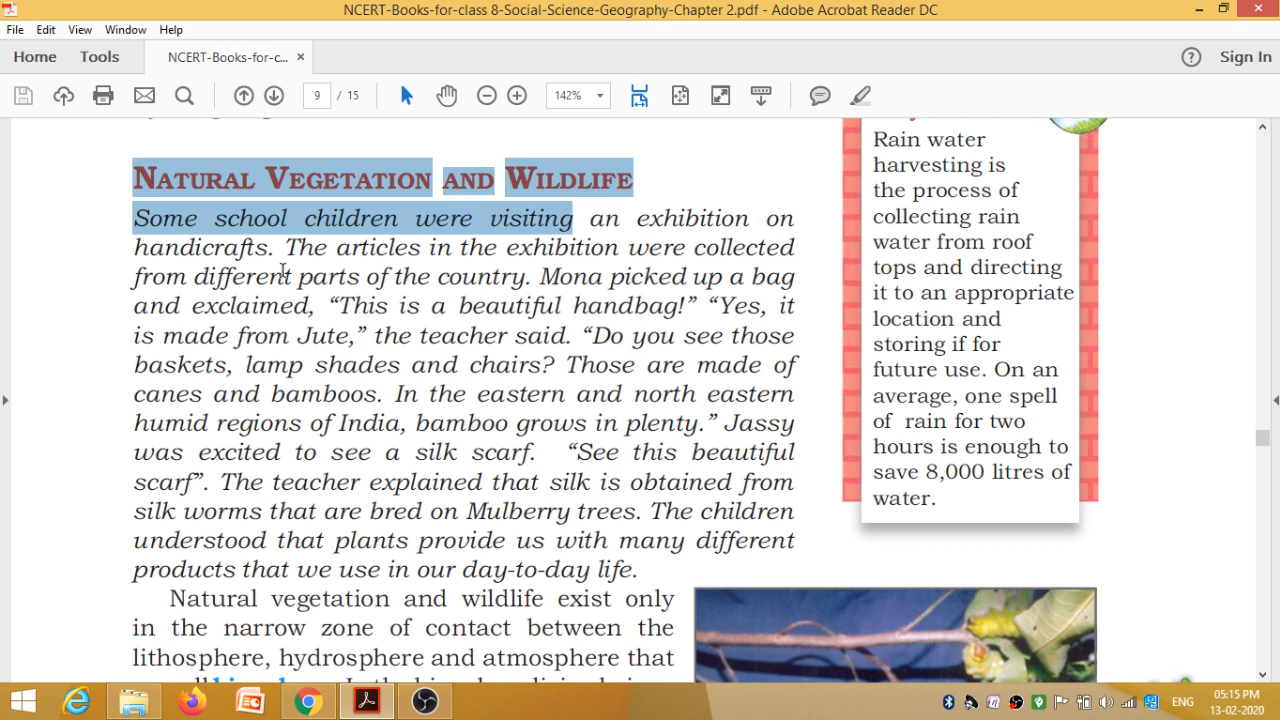 NCERT-Books-for-class 8-Social-Science-Geography-Chapter 2.pdf - Adobe Acrobat Reader DC
File Edit View Window Help
Home Tools NCERT-Books-for-c... × Sign In
9 / 15 142%
NATURAL VEGETATION AND WILDLIFE
Some school children were visiting an exhibition on
handicrafts. The articles in the exhibition were collected
from different parts of the country. Mona picked up a bag
and exclaimed, “This is a beautiful handbag!” “Yes, it
is made from Jute,” the teacher said. “Do you see those
baskets, lamp shades and chairs? Those are made of
canes and bamboos. In the eastern and north eastern
humid regions of India, bamboo grows in plenty.” Jassy
was excited to see a silk scarf. “See this beautiful
scarf”. The teacher explained that silk is obtained from
silk worms that are bred on Mulberry trees. The children
understood that plants provide us with many different
products that we use in our day-to-day life.
Natural vegetation and wildlife exist only
in the narrow zone of contact between the
lithosphere, hydrosphere and atmosphere that
Rain water
harvesting is
the process of
collecting rain
water from roof
tops and directing
it to an appropriate
location and
storing if for
future use. On an
average, one spell
of rain for two
hours is enough to
save 8,000 litres of
water.
ENG
05:15 PM
13-02-2020